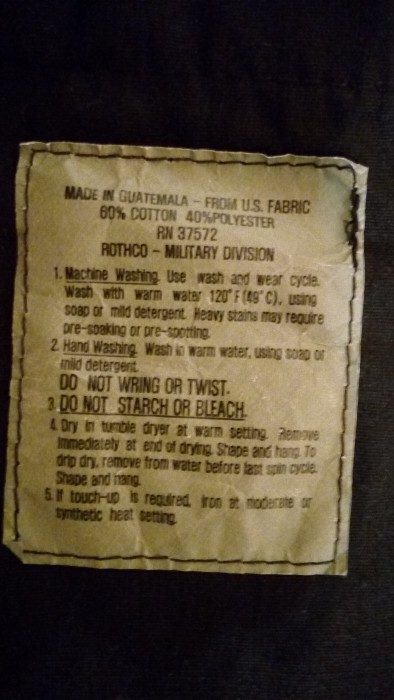 MADE IN GUATEMALA - FROM U.S. FABRIC
60% COTTON 40%POLYESTER
RN 37572
ROTHCO - MILITARY DIVISION
1. Machine Washing. Use wash and wear cycle.
Wash with warm water 120°F (49°C), using
soap or mild detergent. Heavy stains may require
pre-soaking or pre-spotting.
2. Hand Washing. Wash in warm water, using soap or
mild detergent.
DO NOT WRING OR TWIST.
3. DO NOT STARCH OR BLEACH.
4. Dry in tumble dryer at warm setting. Remove
immediately at end of drying. Shape and hang. To
drip dry, remove from water before last spin cycle.
Shape and hang.
5. If touch-up is required, iron at moderate or
synthetic heat setting.